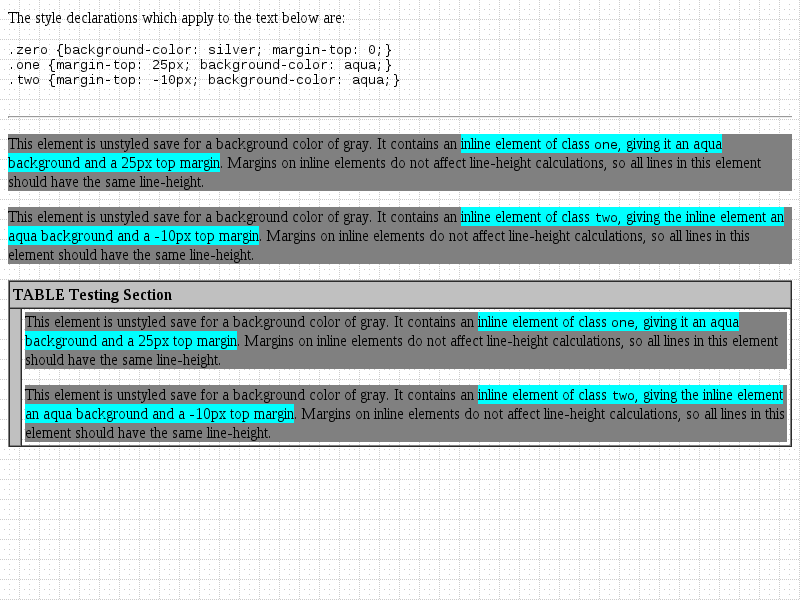 The style declarations which apply to the text below are:
.zero {background-color: silver; margin-top: 0;}
.one {margin-top: 25px; background-color: aqua;}
.two {margin-top: -10px; background-color: aqua;}
This element is unstyled save for a background color of gray. It contains an inline element of class one, giving it an aqua
background and a 25px top margin. Margins on inline elements do not affect line-height calculations, so all lines in this element
should have the same line-height.
This element is unstyled save for a background color of gray. It contains an inline element of class two, giving the inline element an
aqua background and a -10px top margin. Margins on inline elements do not affect line-height calculations, so all lines in this
element should have the same line-height.
TABLE Testing Section
This element is unstyled save for a background color of gray. It contains an inline element of class one, giving it an aqua
background and a 25px top margin. Margins on inline elements do not affect line-height calculations, so all lines in this element
should have the same line-height.
This element is unstyled save for a background color of gray. It contains an inline element of class two, giving the inline element
an aqua background and a -10px top margin. Margins on inline elements do not affect line-height calculations, so all lines in this
element should have the same line-height.